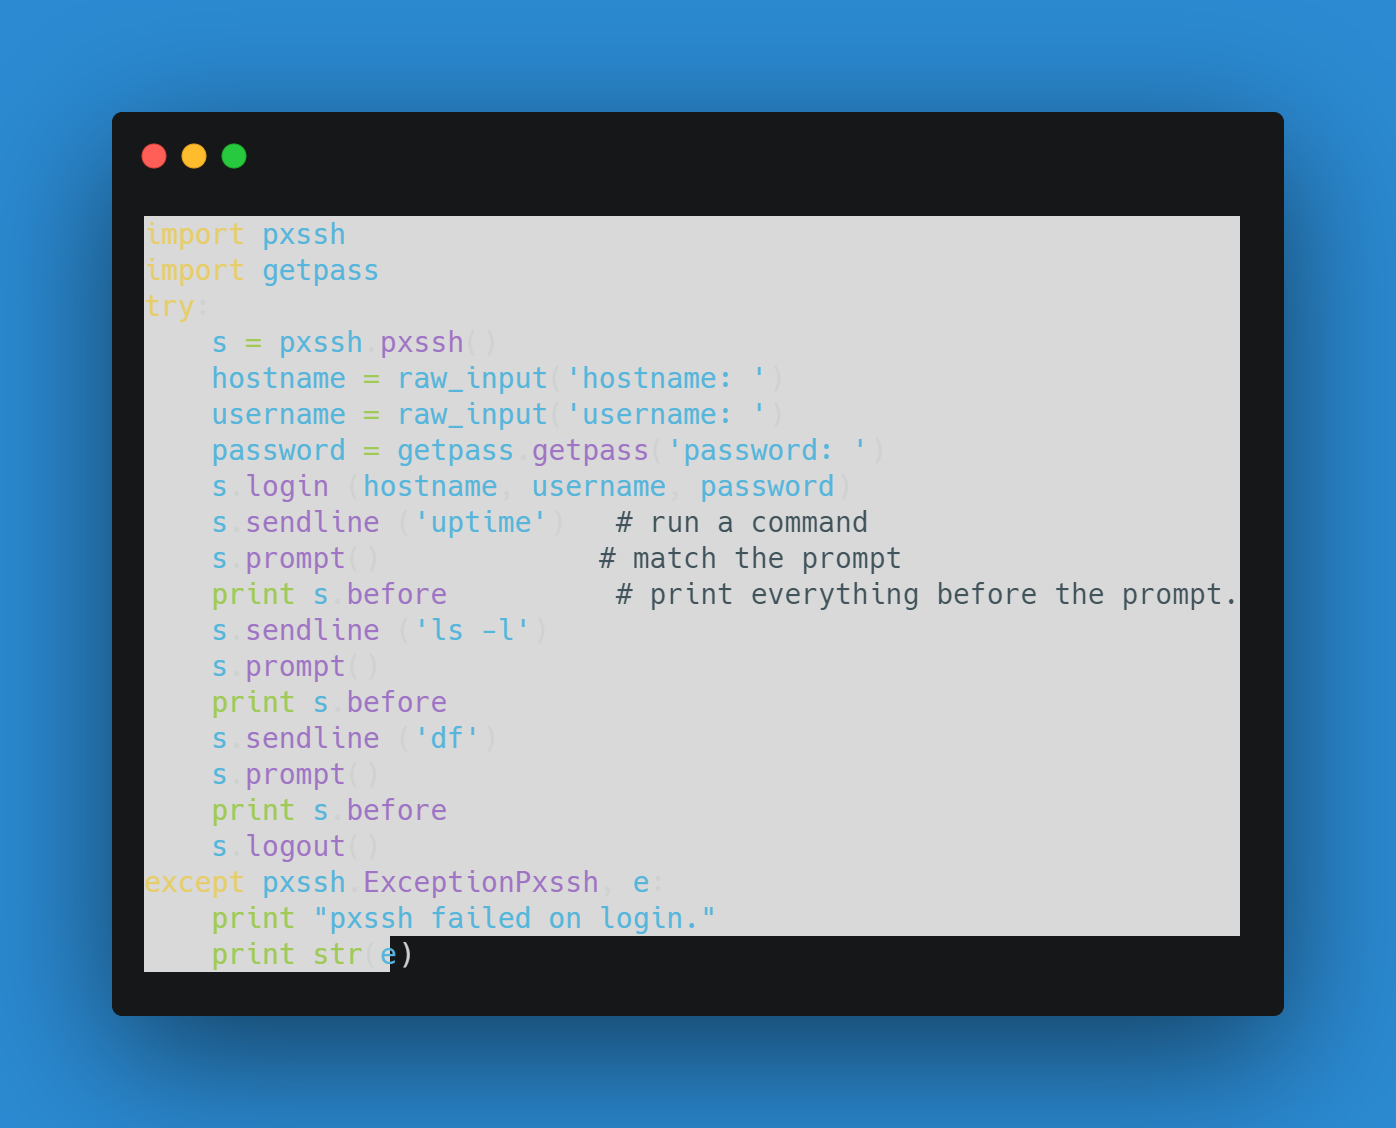 import pxssh
import getpass
try:
    s = pxssh.pxssh()
    hostname = raw_input('hostname: ')
    username = raw_input('username: ')
    password = getpass.getpass('password: ')
    s.login (hostname, username, password)
    s.sendline ('uptime')   # run a command
    s.prompt()             # match the prompt
    print s.before          # print everything before the prompt.
    s.sendline ('ls -l')
    s.prompt()
    print s.before
    s.sendline ('df')
    s.prompt()
    print s.before
    s.logout()
except pxssh.ExceptionPxssh, e:
    print "pxssh failed on login."
    print str(e)